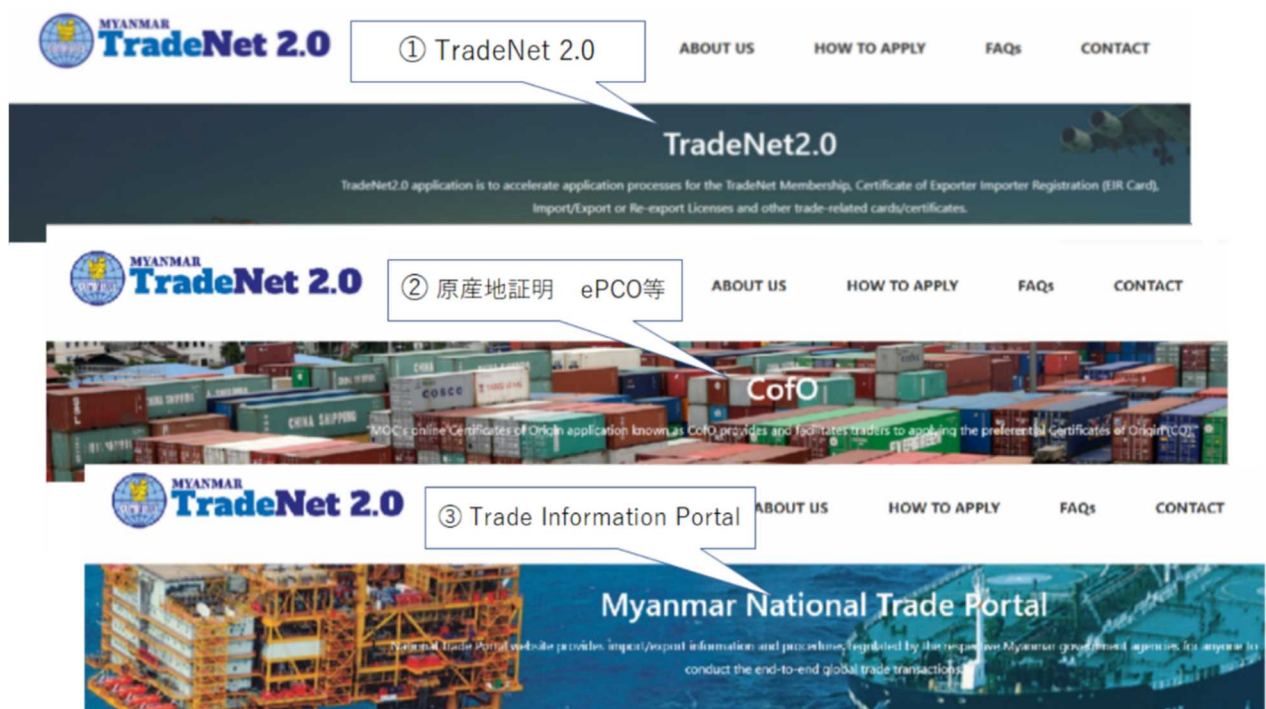 MYANMAR
TradeNet 2.0
① TradeNet 2.0
ABOUT US
HOW TO APPLY
FAQs
CONTACT
TradeNet2.0
TradeNet2.0 application is to accelerate application processes for the TradeNet Membership, Certificate of Exporter Importer Registration (EIR Card),
Import/Export or Re-export Licenses and other trade-related cards/certificates.
MYANMAR
TradeNet 2.0
② 原産地証明　ePCO等
ABOUT US
HOW TO APPLY
FAQs
CONTACT
CHINA SHIPPING
COSCO
CHINA SHIPPING
CofO
MOC's online Certificates of Origin application known as CofO provides and facilitates traders to applying the preferential Certificates of Origin (CO).
MYANMAR
TradeNet 2.0
③ Trade Information Portal
ABOUT US
HOW TO APPLY
FAQs
CONTACT
Myanmar National Trade Portal
National Trade Portal website provides import/export information and procedures regulated by the respective Myanmar government agencies for anyone to
conduct the end-to-end global trade transactions.